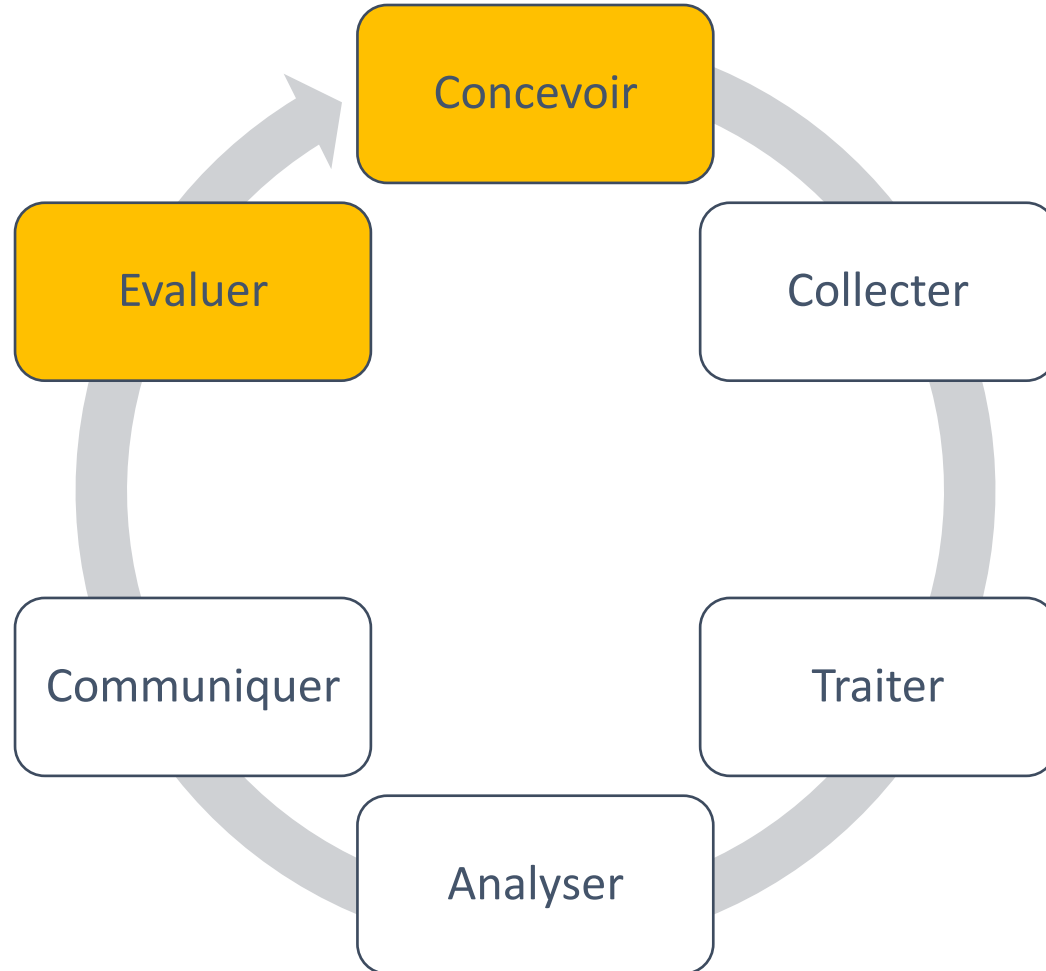 Concevoir
Collecter
Traiter
Analyser
Communiquer
Evaluer